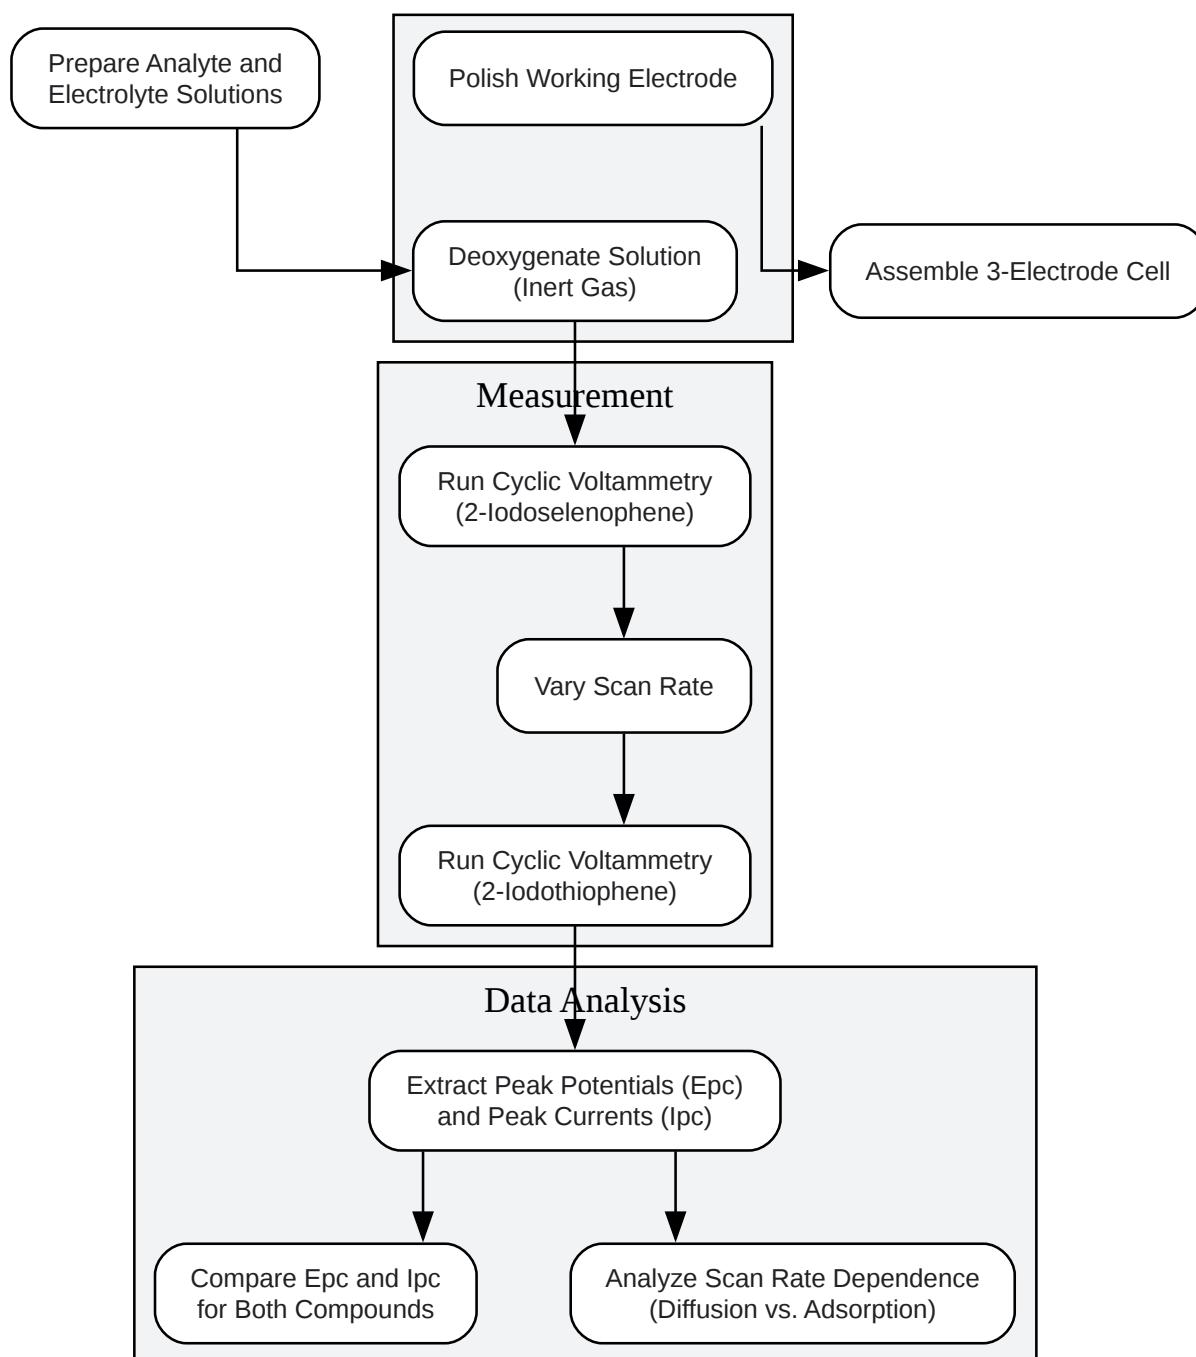 Prepare Analyte and
Electrolyte Solutions
Polish Working Electrode
Deoxygenate Solution
(Inert Gas)
Assemble 3-Electrode Cell
Measurement
Run Cyclic Voltammetry
(2-Iodoselenophene)
Vary Scan Rate
Run Cyclic Voltammetry
(2-Iodothiophene)
Data Analysis
Extract Peak Potentials (Epc)
and Peak Currents (Ipc)
Compare Epc and Ipc
for Both Compounds
Analyze Scan Rate Dependence
(Diffusion vs. Adsorption)